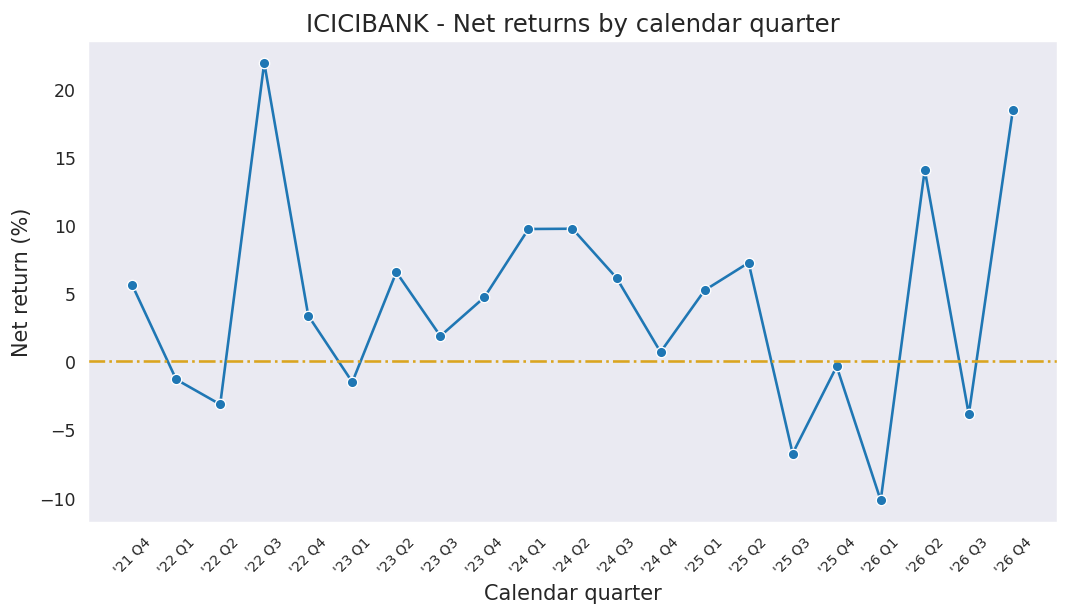 ICICIBANK - Net returns by calendar quarter
Net return (%)
20
15
10
5
0
−5
−10
'21 Q4
'22 Q1
'22 Q2
'22 Q3
'22 Q4
'23 Q1
'23 Q2
'23 Q3
'23 Q4
'24 Q1
'24 Q2
'24 Q3
'24 Q4
'25 Q1
'25 Q2
'25 Q3
'25 Q4
'26 Q1
'26 Q2
'26 Q3
'26 Q4
Calendar quarter